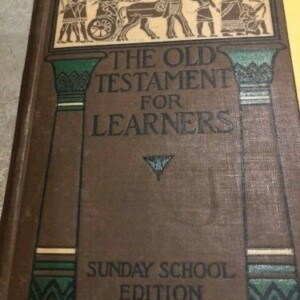 THE OLD
TESTAMENT
FOR
LEARNERS
SUNDAY SCHOOL
EDITION